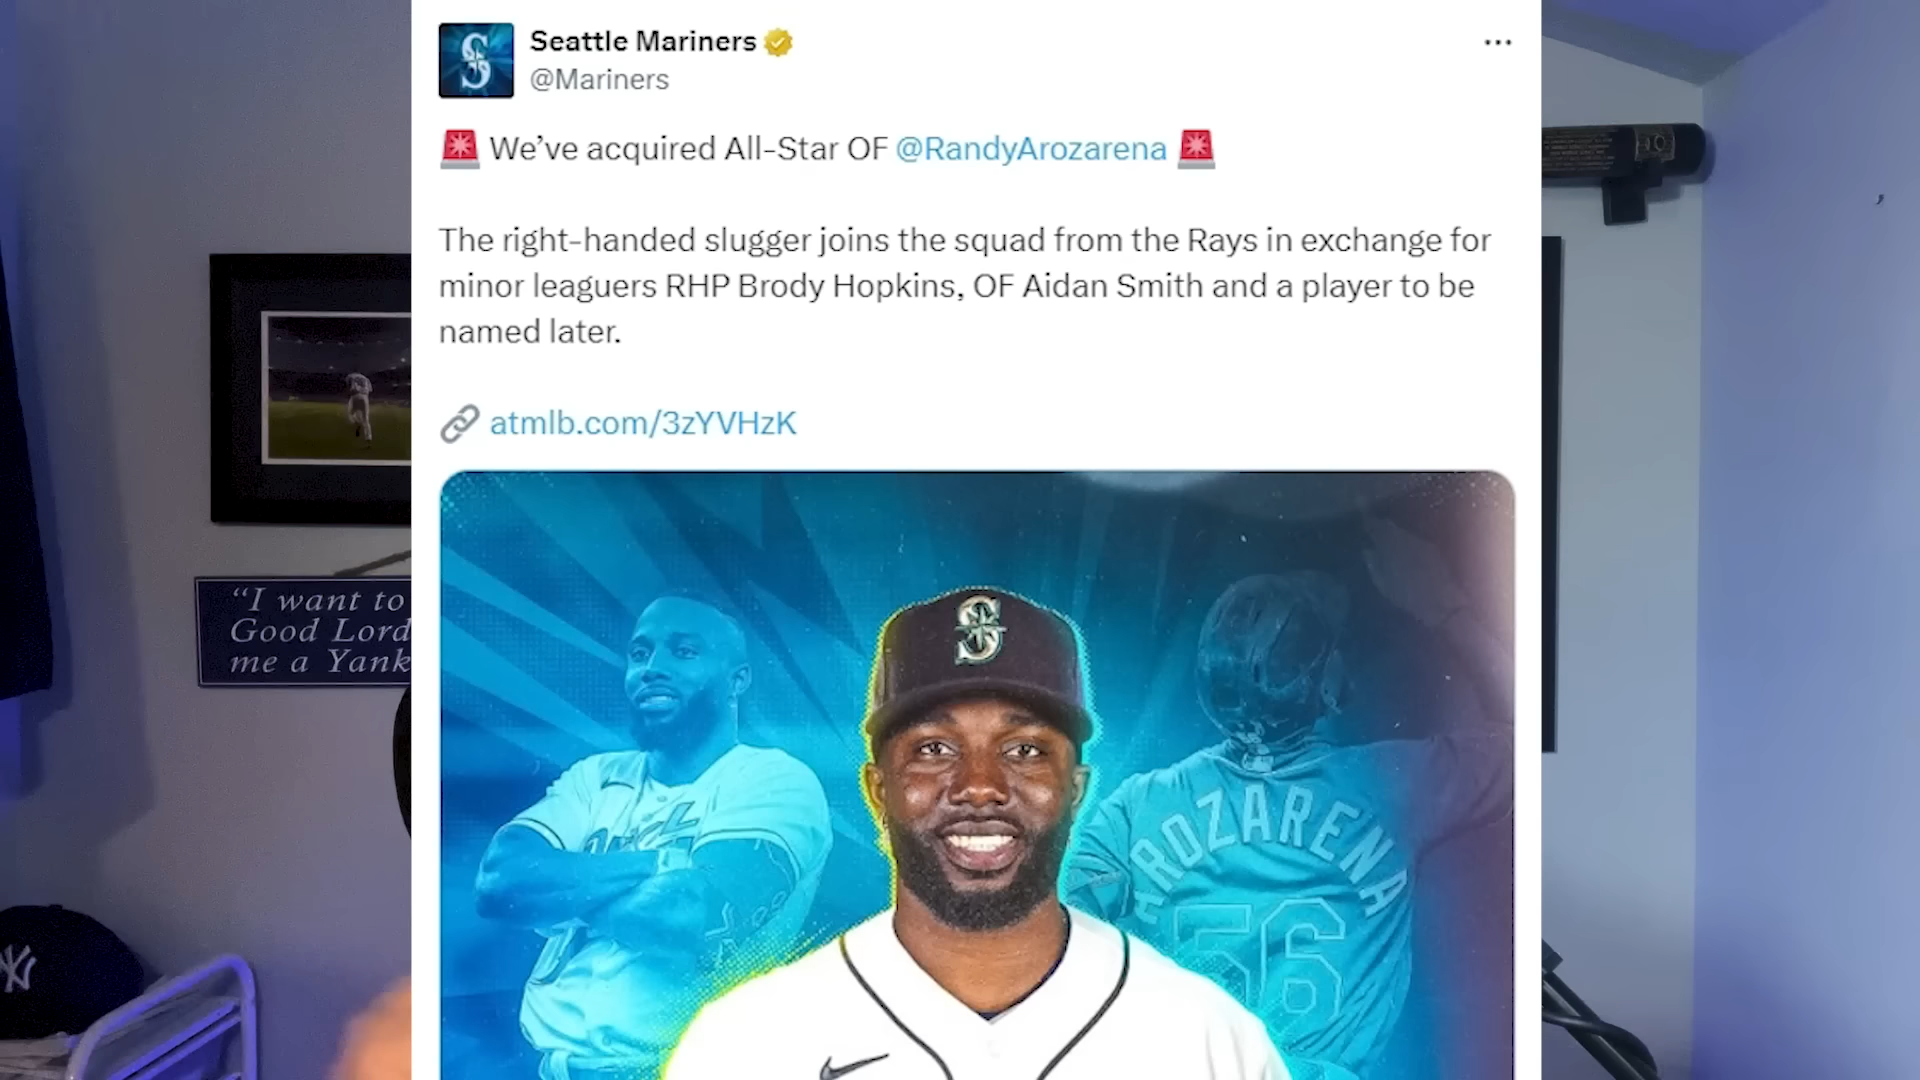 Seattle Mariners
@Mariners
🚨 We’ve acquired All-Star OF @RandyArozarena 🚨
The right-handed slugger joins the squad from the Rays in exchange for
minor leaguers RHP Brody Hopkins, OF Aidan Smith and a player to be
named later.
atmlb.com/3zYVHzK
“I want to
Good Lord
me a Yank
S
AROZARENA
56
NY